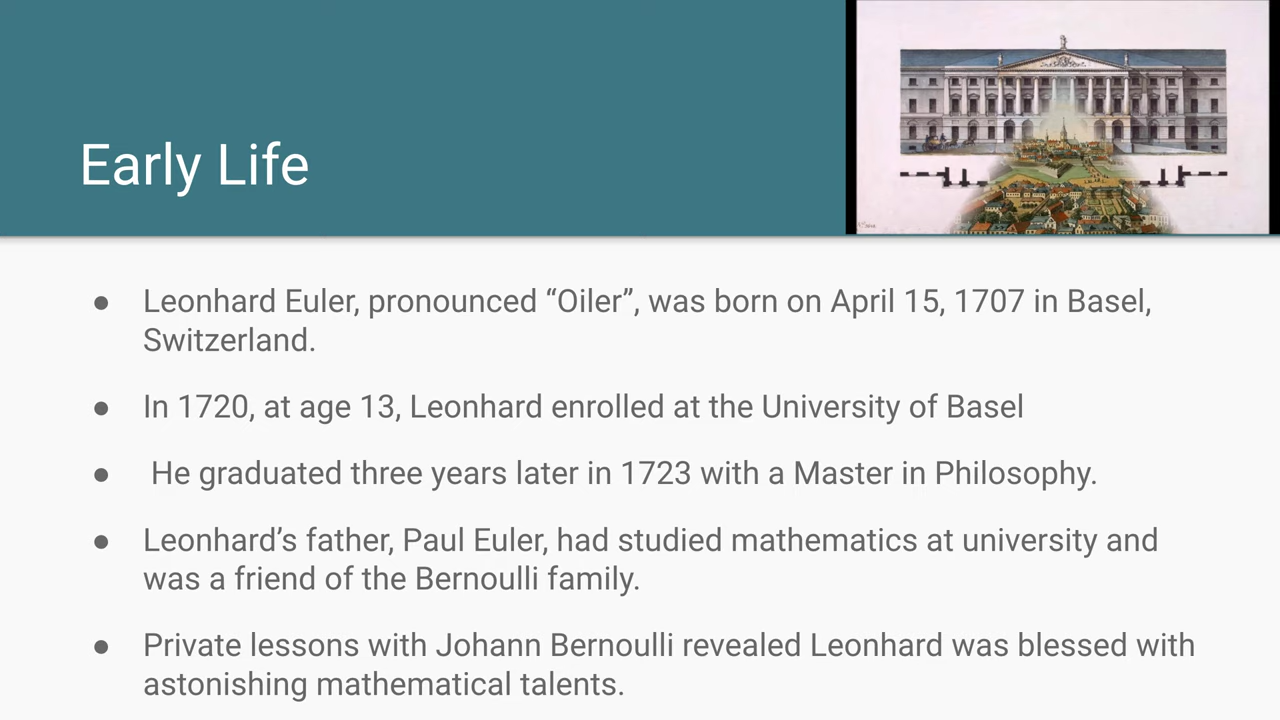 Early Life
● Leonhard Euler, pronounced “Oiler”, was born on April 15, 1707 in Basel,
Switzerland.
● In 1720, at age 13, Leonhard enrolled at the University of Basel
● He graduated three years later in 1723 with a Master in Philosophy.
● Leonhard’s father, Paul Euler, had studied mathematics at university and
was a friend of the Bernoulli family.
● Private lessons with Johann Bernoulli revealed Leonhard was blessed with
astonishing mathematical talents.